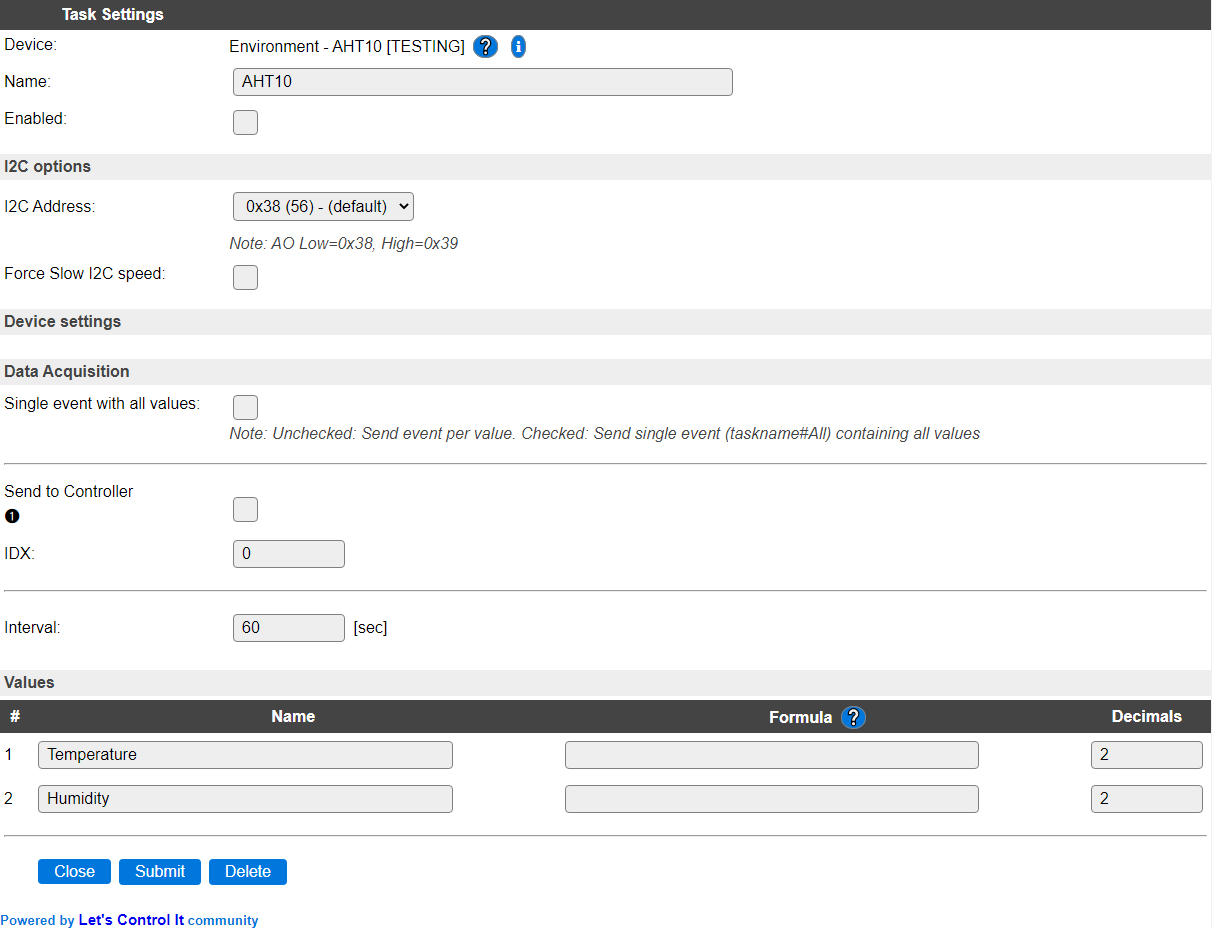 Task Settings
Device: Environment - AHT10 [TESTING] ? i
Name: AHT10
Enabled:
I2C options
I2C Address: 0x38 (56) - (default)
Note: AO Low=0x38, High=0x39
Force Slow I2C speed:
Device settings
Data Acquisition
Single event with all values:
Note: Unchecked: Send event per value. Checked: Send single event (taskname#All) containing all values
Send to Controller
❶
IDX: 0
Interval: 60 [sec]
Values
# Name Formula ? Decimals
1 Temperature 2
2 Humidity 2
Close Submit Delete
Powered by Let's Control It community